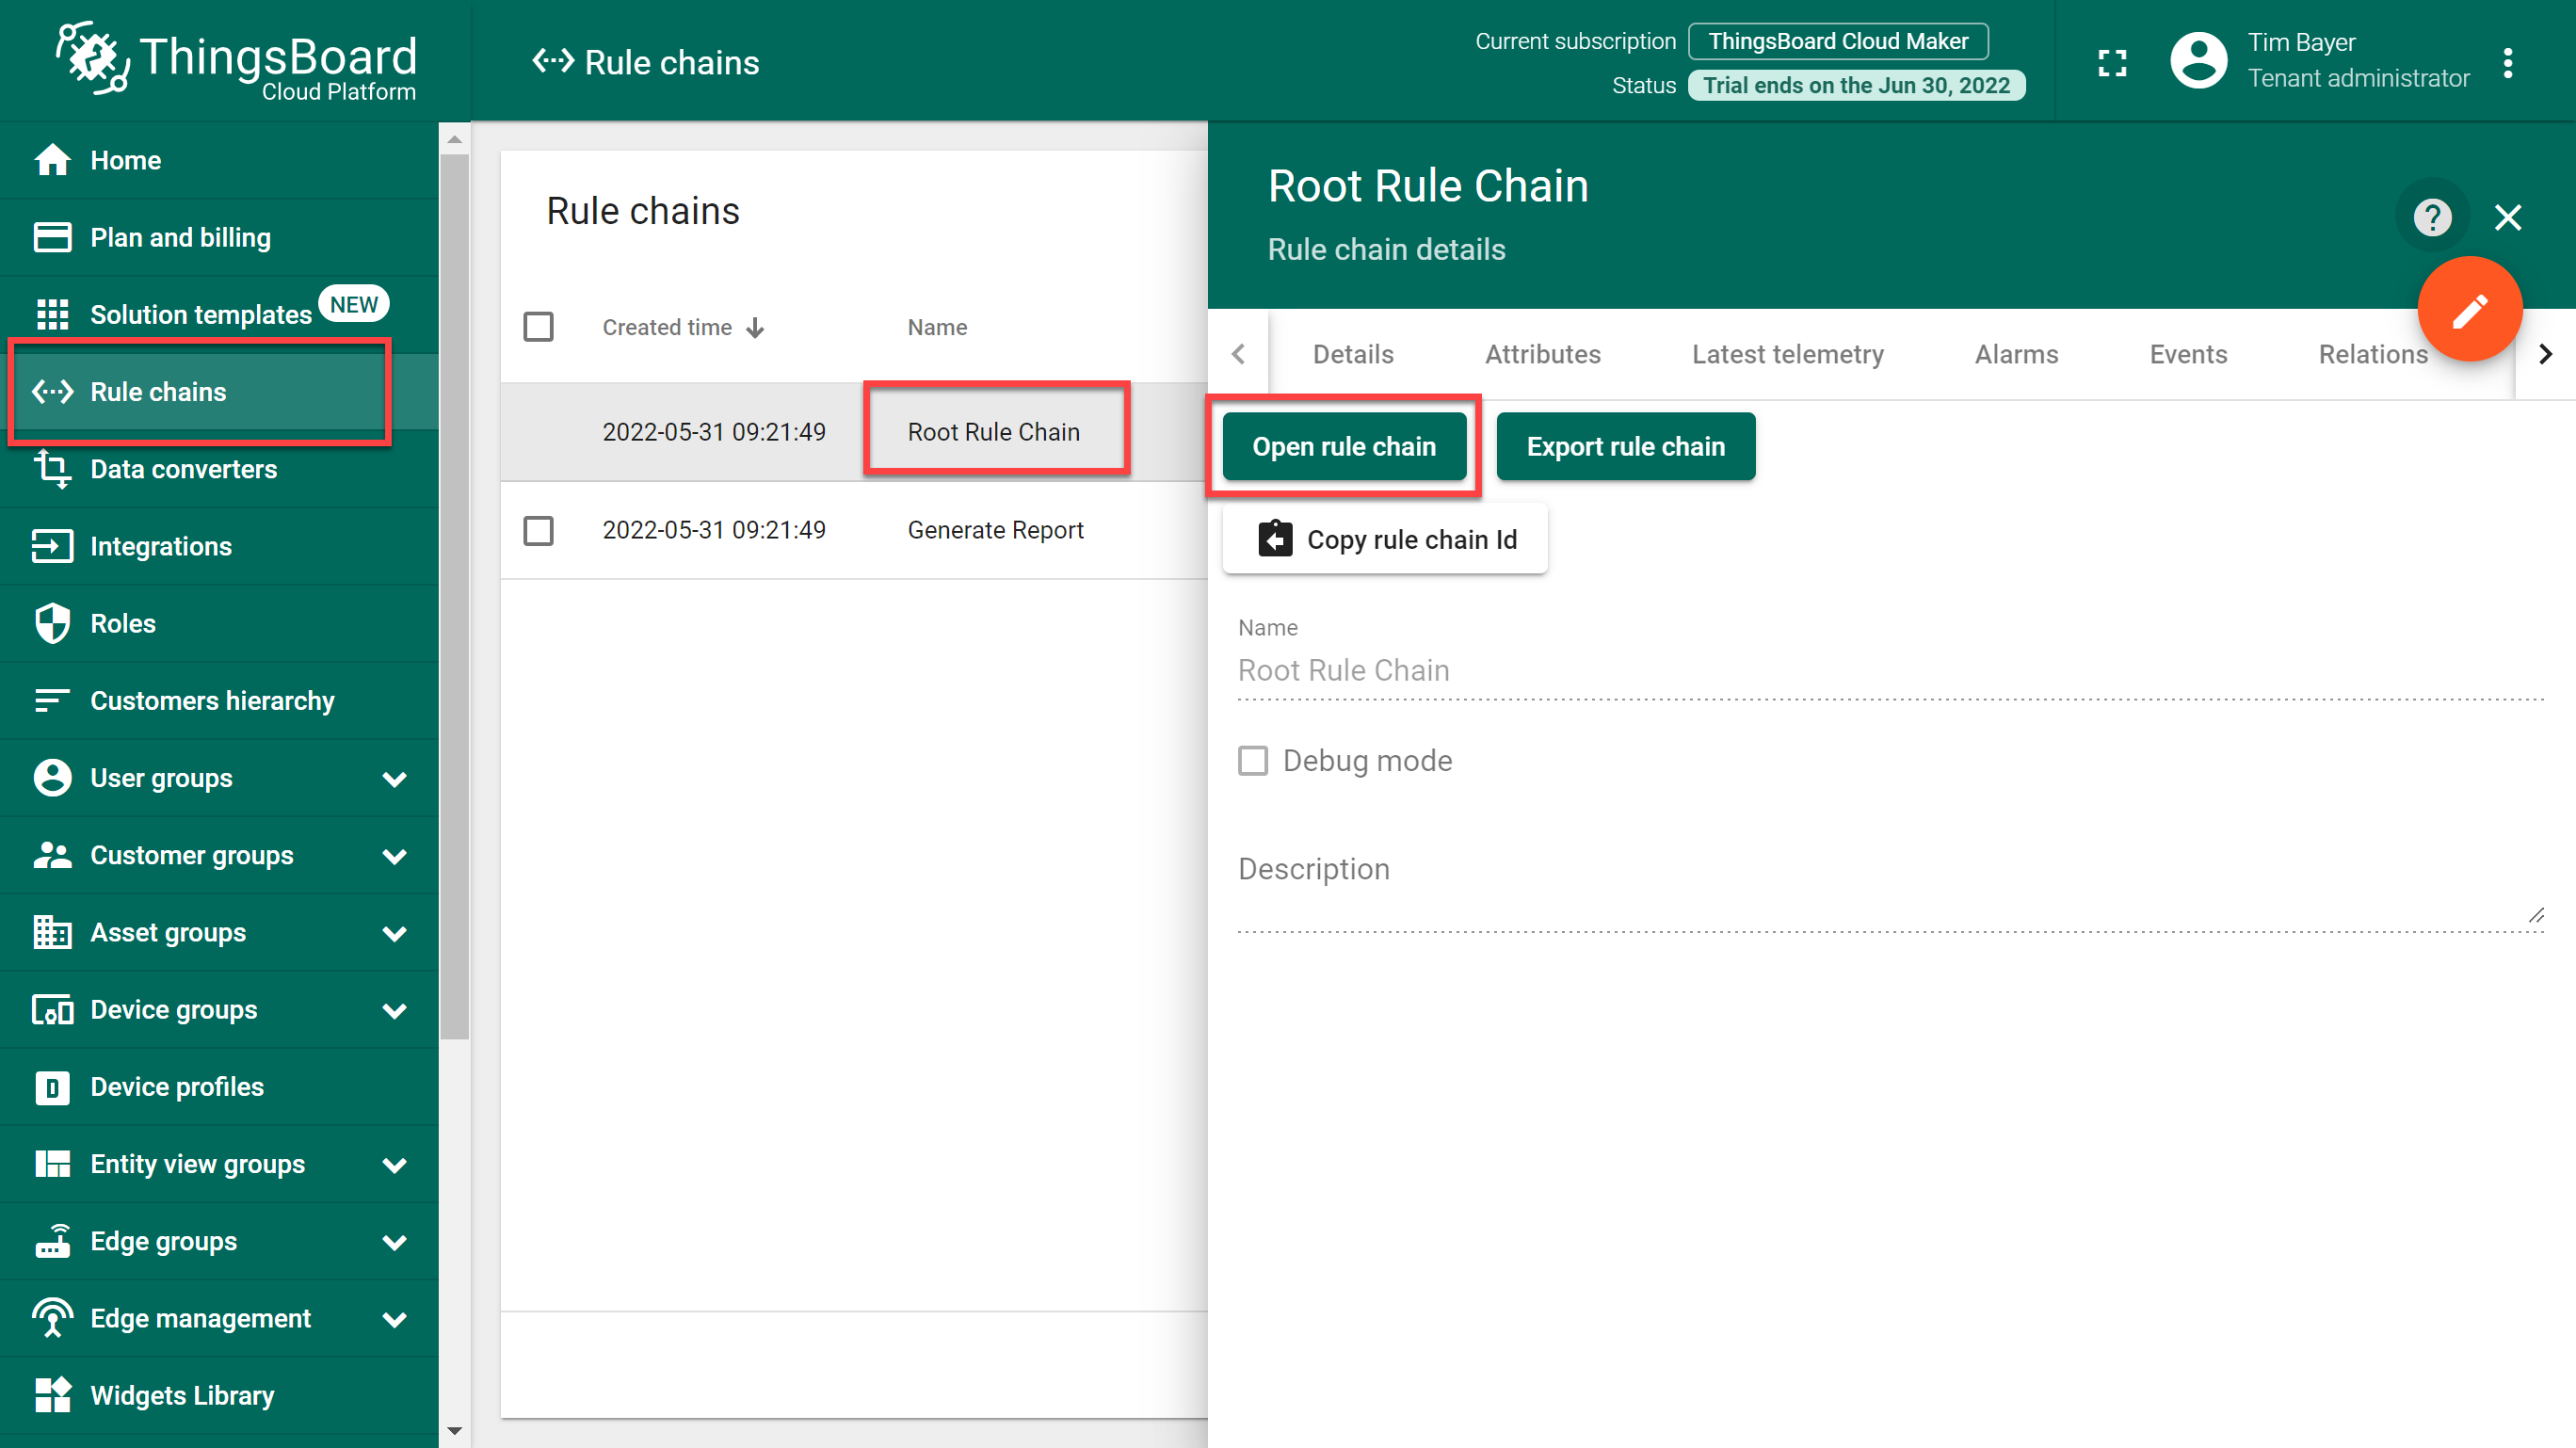 ThingsBoard
Cloud Platform
Rule chains
Current subscription ThingsBoard Cloud Maker
Status Trial ends on the Jun 30, 2022
Tim Bayer
Tenant administrator
Home
Plan and billing
Solution templates NEW
Rule chains
Data converters
Integrations
Roles
Customers hierarchy
User groups
Customer groups
Asset groups
Device groups
D Device profiles
Entity view groups
Edge groups
Edge management
Widgets Library
Rule chains
Created time Name
2022-05-31 09:21:49 Root Rule Chain
2022-05-31 09:21:49 Generate Report
Root Rule Chain
Rule chain details
?
Details Attributes Latest telemetry Alarms Events Relations
Open rule chain Export rule chain
Copy rule chain Id
Name
Root Rule Chain
Debug mode
Description